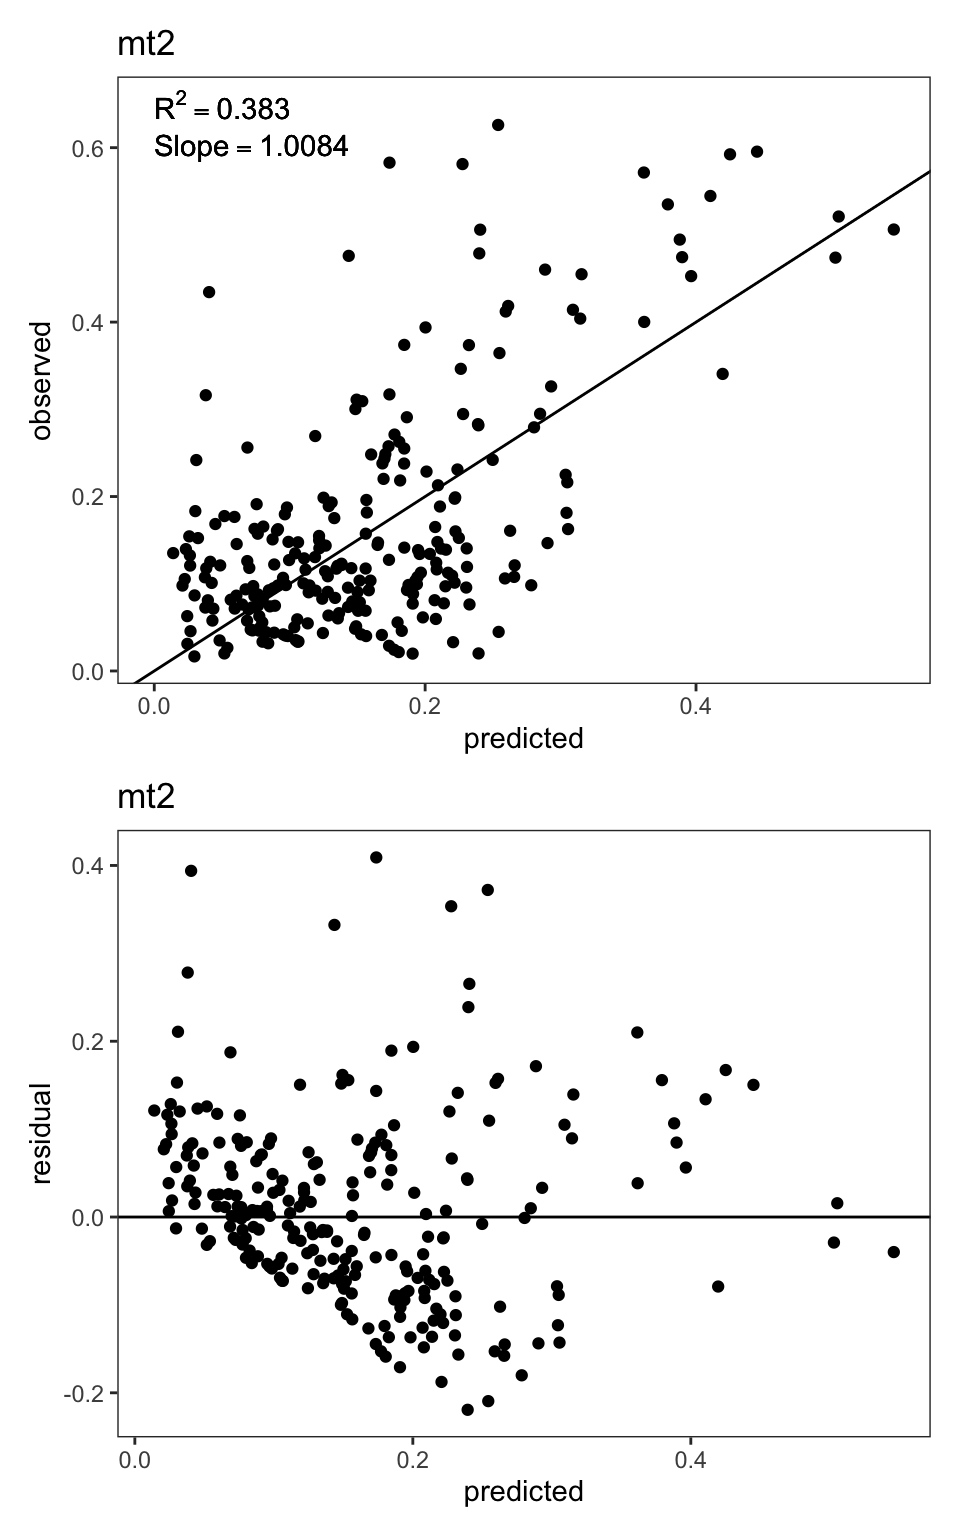 mt2
R² = 0.383
Slope = 1.0084
0.6
0.4
0.2
0.0
observed
0.0 0.2 0.4
predicted
mt2
0.4
0.2
0.0
-0.2
residual
0.0 0.2 0.4
predicted